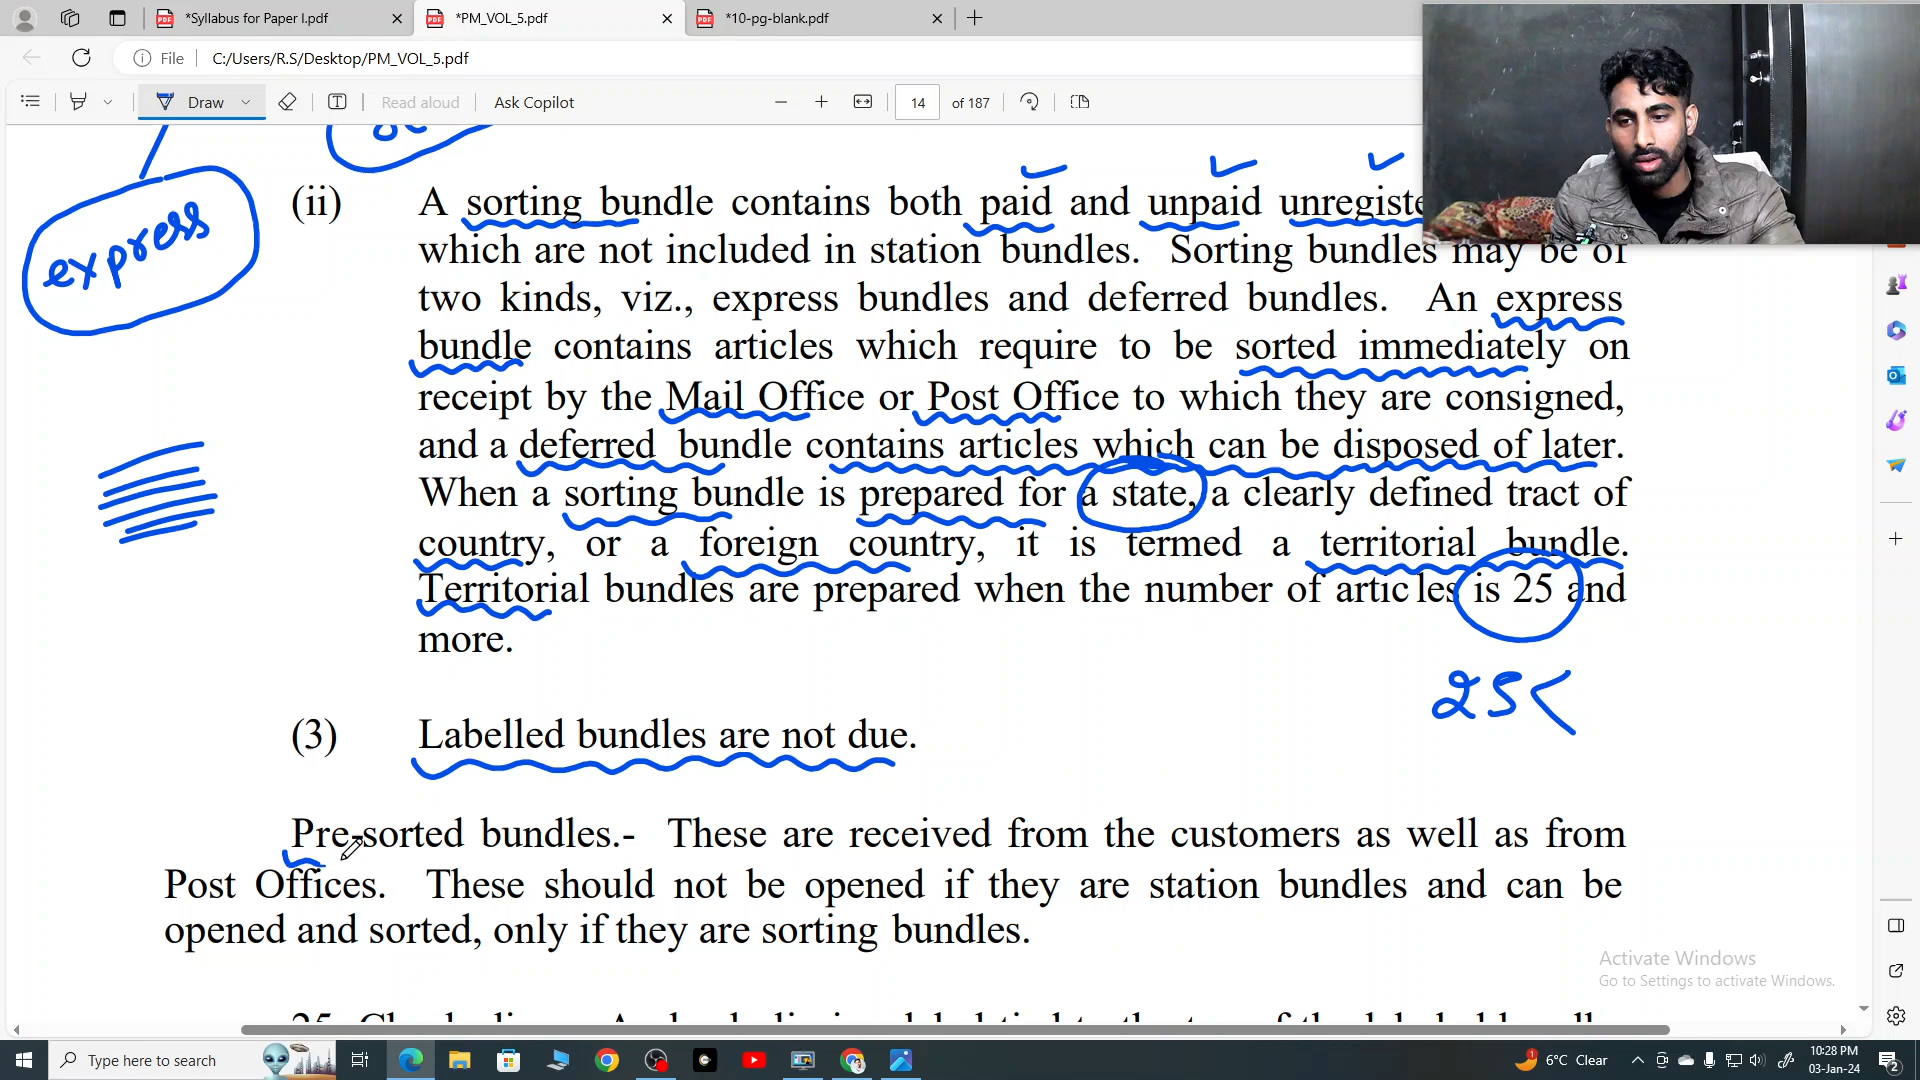 *Syllabus for Paper I.pdf
*PM_VOL_5.pdf
*10-pg-blank.pdf
File
C:/Users/R.S/Desktop/PM_VOL_5.pdf
Draw
Read aloud
Ask Copilot
14
of 187
express
(ii) A sorting bundle contains both paid and unpaid unregiste
which are not included in station bundles. Sorting bundles may be of
two kinds, viz., express bundles and deferred bundles. An express
bundle contains articles which require to be sorted immediately on
receipt by the Mail Office or Post Office to which they are consigned,
and a deferred bundle contains articles which can be disposed of later.
When a sorting bundle is prepared for a state, a clearly defined tract of
country, or a foreign country, it is termed a territorial bundle.
Territorial bundles are prepared when the number of artic les is 25 and
more.
25<
(3) Labelled bundles are not due.
Pre-sorted bundles.- These are received from the customers as well as from
Post Offices. These should not be opened if they are station bundles and can be
opened and sorted, only if they are sorting bundles.
Activate Windows
Go to Settings to activate Windows.
Type here to search
6°C Clear
10:28 PM
03-Jan-24
2